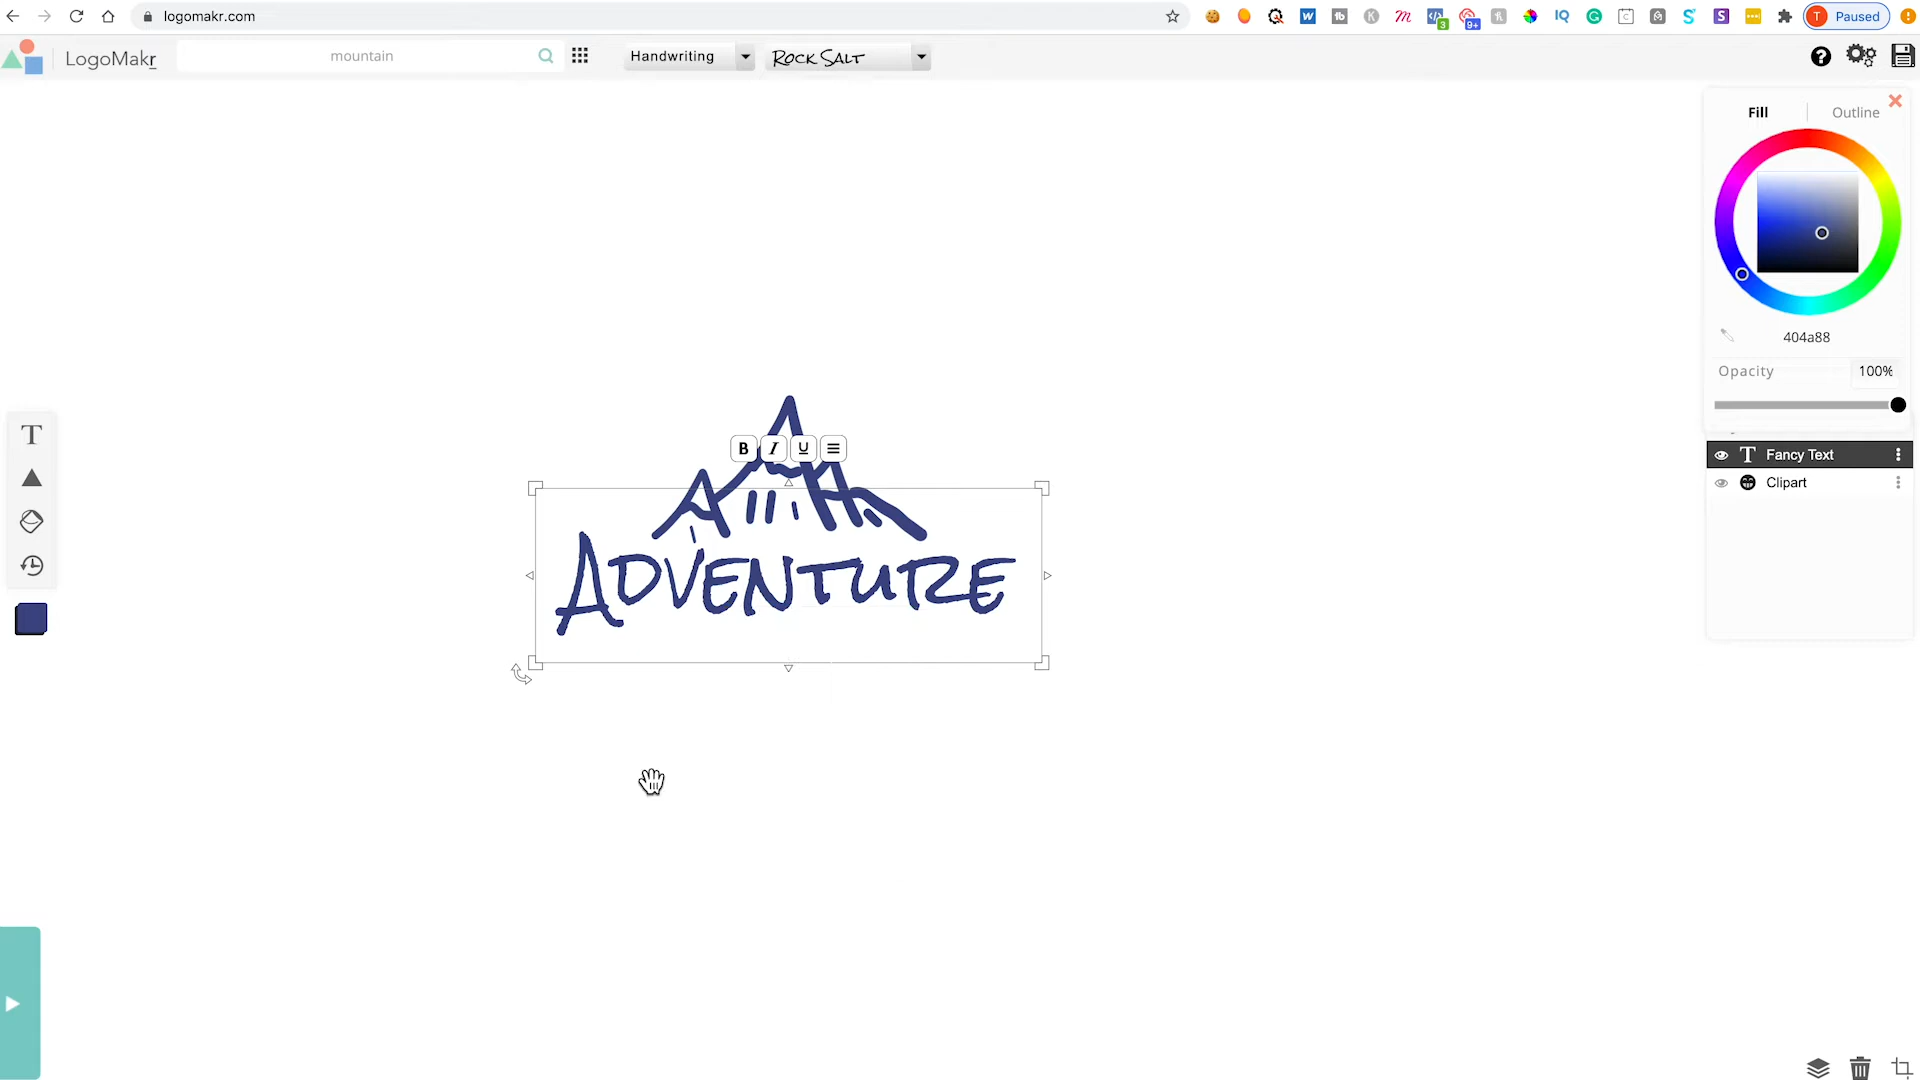 logomakr.com
Paused
LogoMakr
mountain
Handwriting
ROCK SALT
Fill
Outline
404a88
Opacity
100%
Fancy Text
Clipart
B I U
ADVENTURE
T